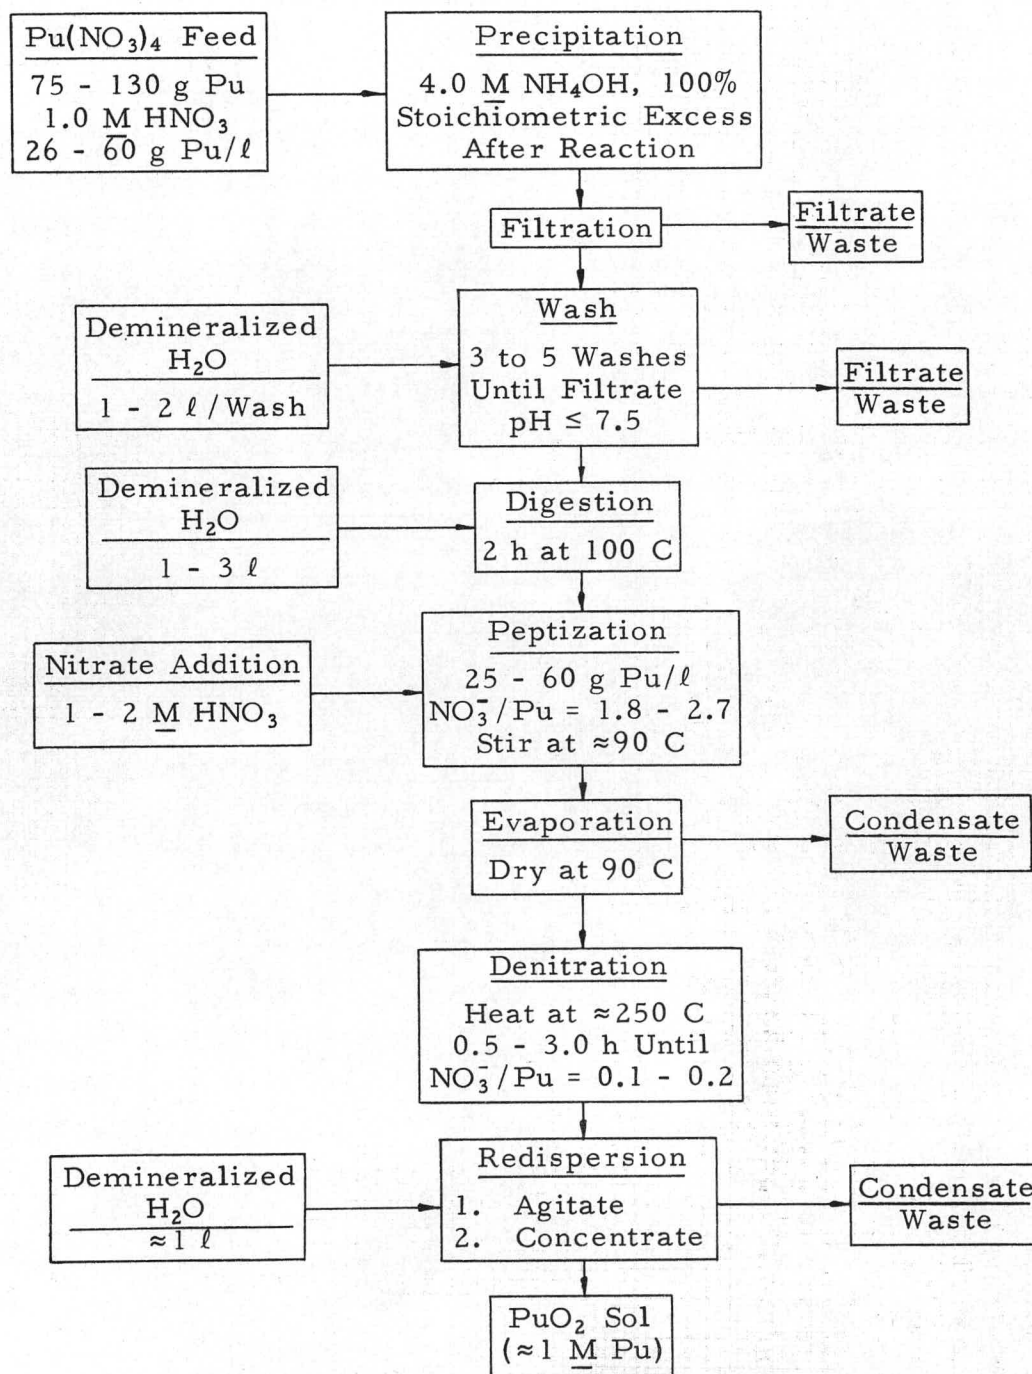 Pu(NO₃)₄ Feed
75 - 130 g Pu
1.0 M HNO₃
26 - 60 g Pu/ℓ
Precipitation
4.0 M NH₄OH, 100%
Stoichiometric Excess
After Reaction
Filtration
Filtrate
Waste
Demineralized
H₂O
1 - 2 ℓ/Wash
Wash
3 to 5 Washes
Until Filtrate
pH ≤ 7.5
Filtrate
Waste
Demineralized
H₂O
1 - 3 ℓ
Digestion
2 h at 100 C
Nitrate Addition
1 - 2 M HNO₃
Peptization
25 - 60 g Pu/ℓ
NO₃⁻/Pu = 1.8 - 2.7
Stir at ≈90 C
Evaporation
Dry at 90 C
Condensate
Waste
Denitration
Heat at ≈250 C
0.5 - 3.0 h Until
NO₃⁻/Pu = 0.1 - 0.2
Demineralized
H₂O
≈1 ℓ
Redispersion
1. Agitate
2. Concentrate
Condensate
Waste
PuO₂ Sol
(≈1 M Pu)